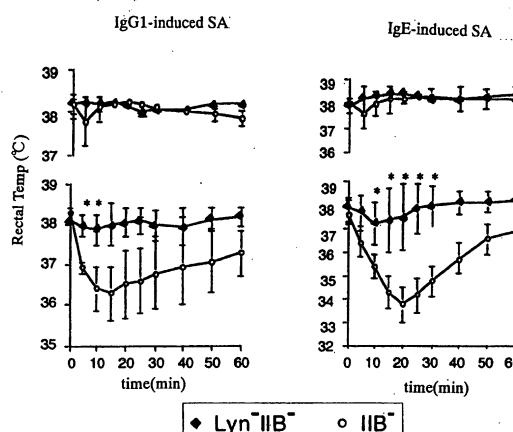 IgG1-induced SA
IgE-induced SA
Rectal Temp (℃)
39
38
37
39
38
37
36
38
37
36
35
* *
0 10 20 30 40 50 60
time(min)
39
38
37
36
35
34
33
32
* * * * *
0 10 20 30 40 50 60
time(min)
Lyn⁻IIB⁻
IIB⁻